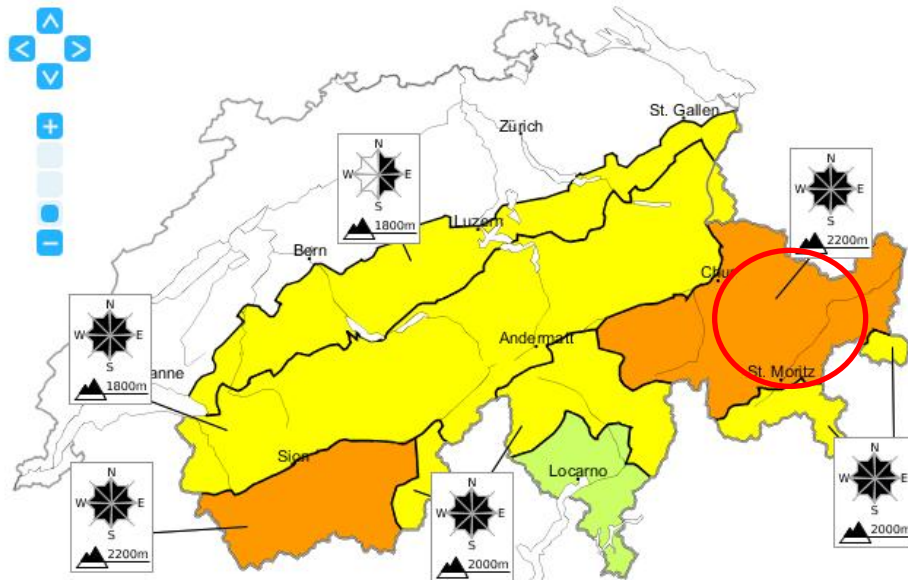 St. Gallen
Zürich
N
W E
S
1800m
N
W E
S
2200m
Luzern
Bern
Chur
N
W E
S
1800m
Andermatt
anne
St. Moritz
Sion
Locarno
N
W E
S
2200m
N
W E
S
2000m
N
W E
S
2000m